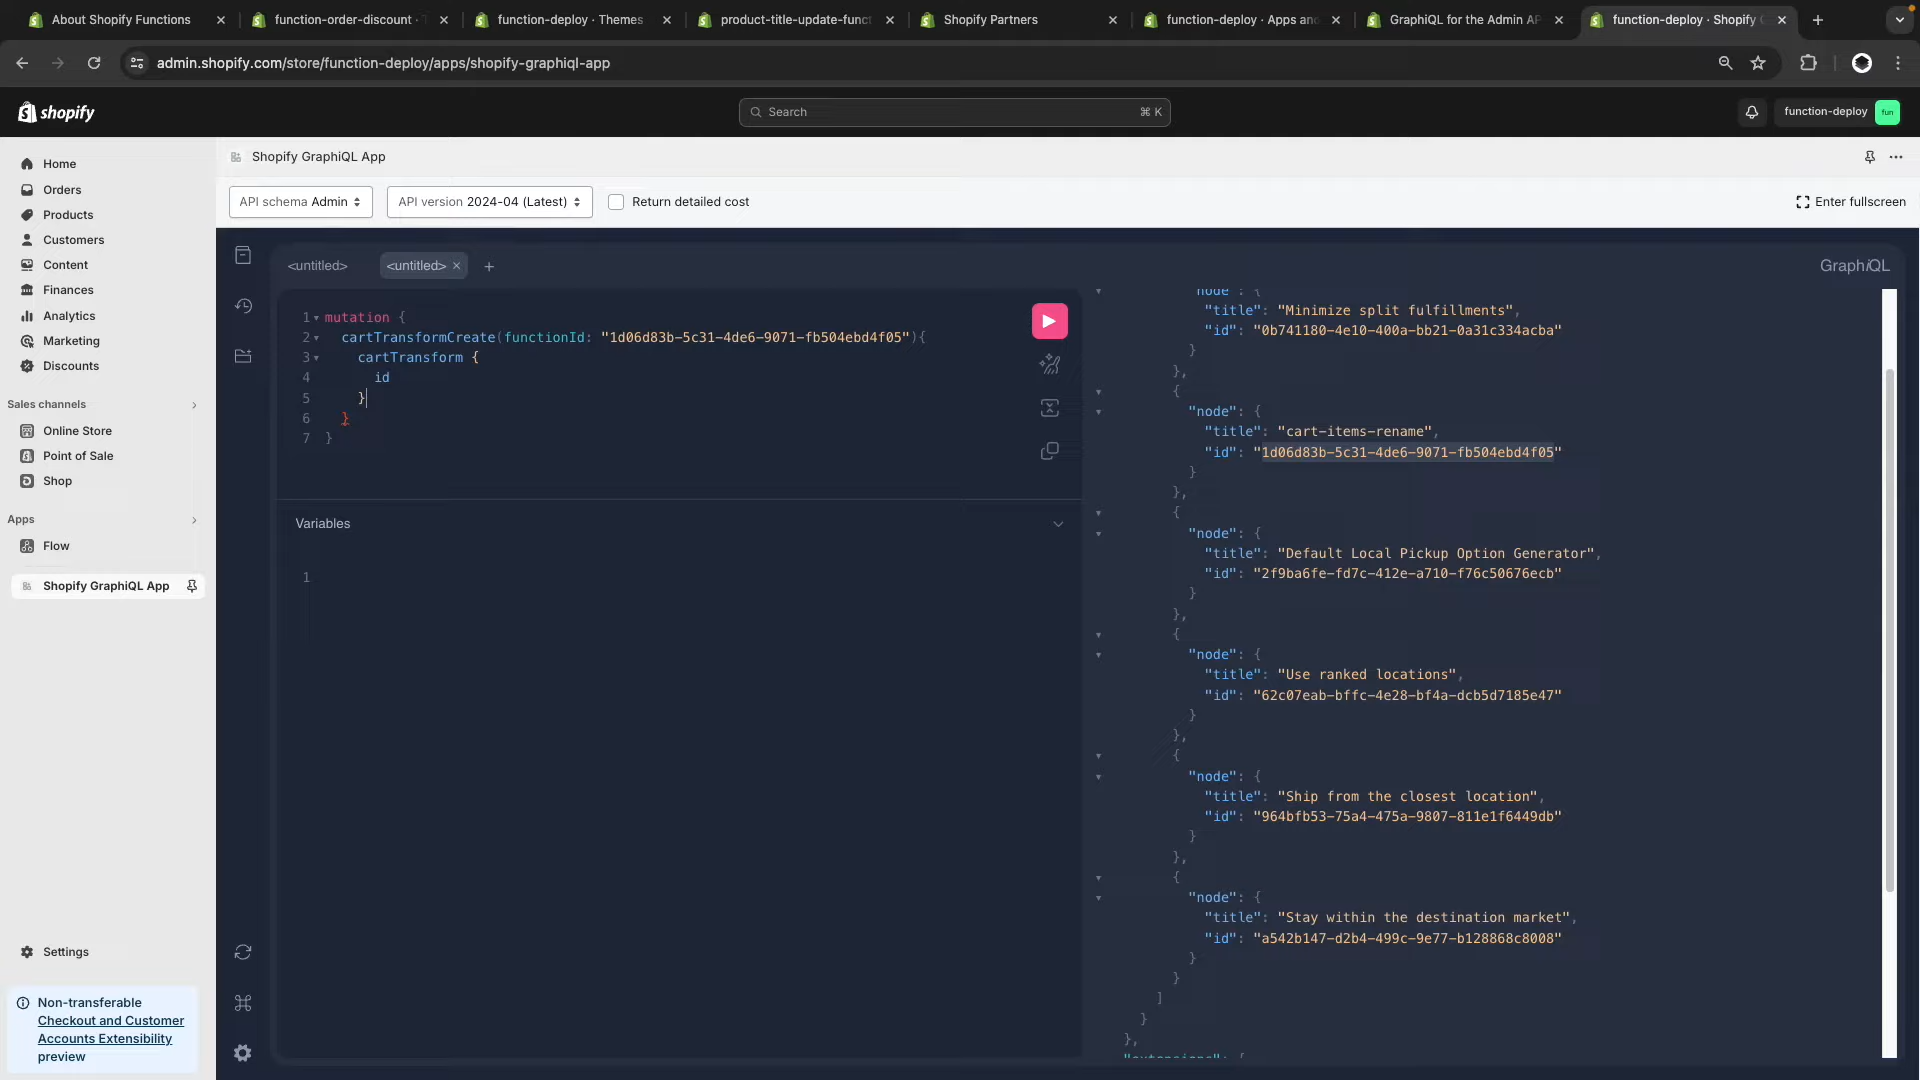 About Shopify Functions
function-order-discount · T
function-deploy · Themes
product-title-update-funct
Shopify Partners
function-deploy · Apps and
GraphiQL for the Admin AP
function-deploy · Shopify G
admin.shopify.com/store/function-deploy/apps/shopify-graphiql-app
shopify
Search
⌘ K
function-deploy
fun
Home
Orders
Products
Customers
Content
Finances
Analytics
Marketing
Discounts
Sales channels
Online Store
Point of Sale
Shop
Apps
Flow
Shopify GraphiQL App
Settings
Non-transferable
Checkout and Customer
Accounts Extensibility
preview
Shopify GraphiQL App
API schema Admin
API version 2024-04 (Latest)
Return detailed cost
Enter fullscreen
<untitled>
<untitled>
GraphiQL
1 mutation {
2 cartTransformCreate(functionId: "1d06d83b-5c31-4de6-9071-fb504ebd4f05"){
3 cartTransform {
4 id
5 }
6 }
7 }
Variables
1
"node": {
"title": "Minimize split fulfillments",
"id": "0b741180-4e10-400a-bb21-0a31c334acba"
}
},
{
"node": {
"title": "cart-items-rename",
"id": "1d06d83b-5c31-4de6-9071-fb504ebd4f05"
}
},
{
"node": {
"title": "Default Local Pickup Option Generator",
"id": "2f9ba6fe-fd7c-412e-a710-f76c50676ecb"
}
},
{
"node": {
"title": "Use ranked locations",
"id": "62c07eab-bffc-4e28-bf4a-dcb5d7185e47"
}
},
{
"node": {
"title": "Ship from the closest location",
"id": "964bfb53-75a4-475a-9807-811e1f6449db"
}
},
{
"node": {
"title": "Stay within the destination market",
"id": "a542b147-d2b4-499c-9e77-b128868c8008"
}
}
]
}
},
"extensions": {